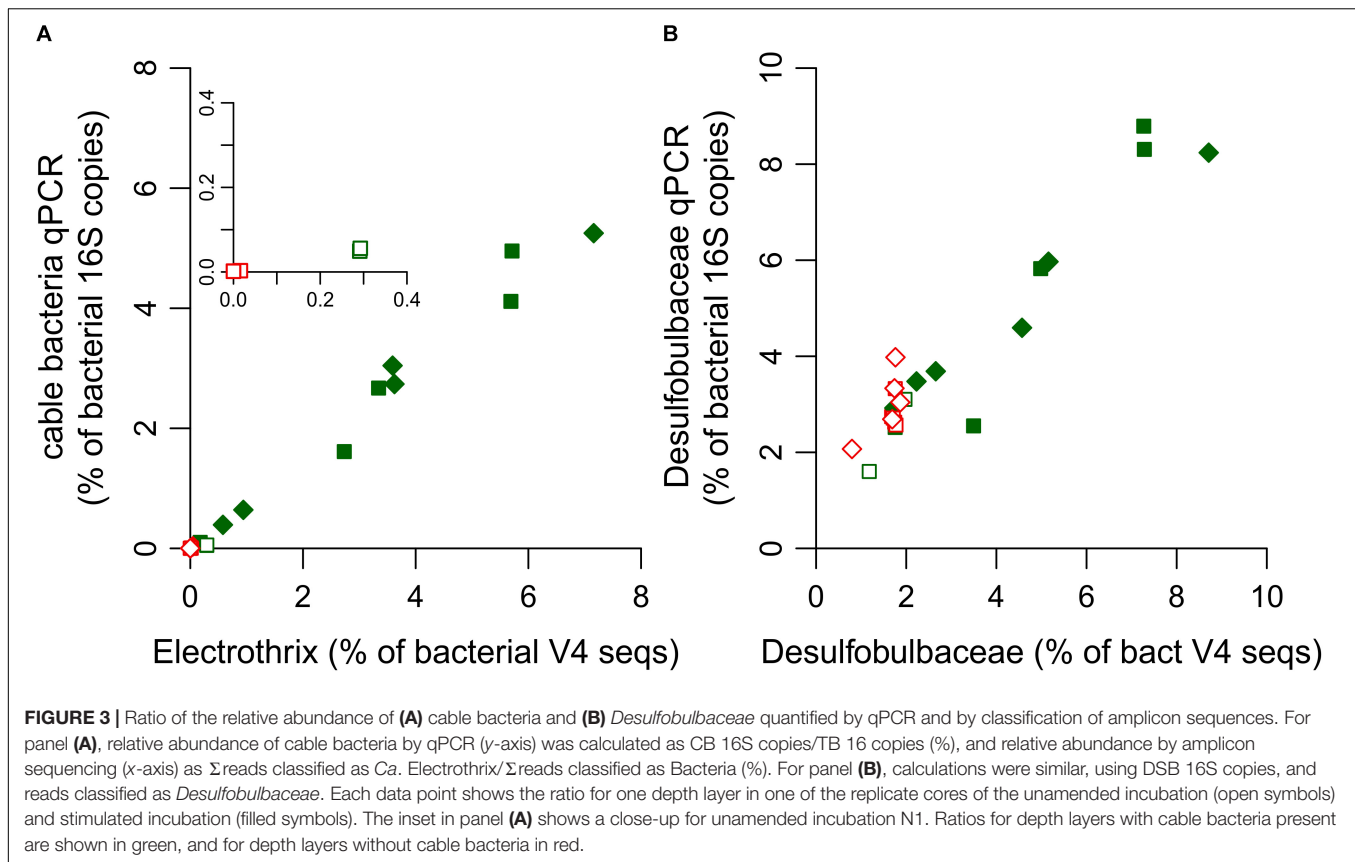 A
B
8
6
4
2
0
cable bacteria qPCR
(% of bacterial 16S copies)
0.4
0.2
0.0
0.0 0.2 0.4
0 2 4 6 8
Electrothrix (% of bacterial V4 seqs)
10
8
6
4
2
0
Desulfobulbaceae qPCR
(% of bacterial 16S copies)
0 2 4 6 8 10
Desulfobulbaceae (% of bact V4 seqs)
FIGURE 3 | Ratio of the relative abundance of (A) cable bacteria and (B) Desulfobulbaceae quantified by qPCR and by classification of amplicon sequences. For
panel (A), relative abundance of cable bacteria by qPCR (y-axis) was calculated as CB 16S copies/TB 16 copies (%), and relative abundance by amplicon
sequencing (x-axis) as Σreads classified as Ca. Electrothrix/Σreads classified as Bacteria (%). For panel (B), calculations were similar, using DSB 16S copies, and
reads classified as Desulfobulbaceae. Each data point shows the ratio for one depth layer in one of the replicate cores of the unamended incubation (open symbols)
and stimulated incubation (filled symbols). The inset in panel (A) shows a close-up for unamended incubation N1. Ratios for depth layers with cable bacteria present
are shown in green, and for depth layers without cable bacteria in red.